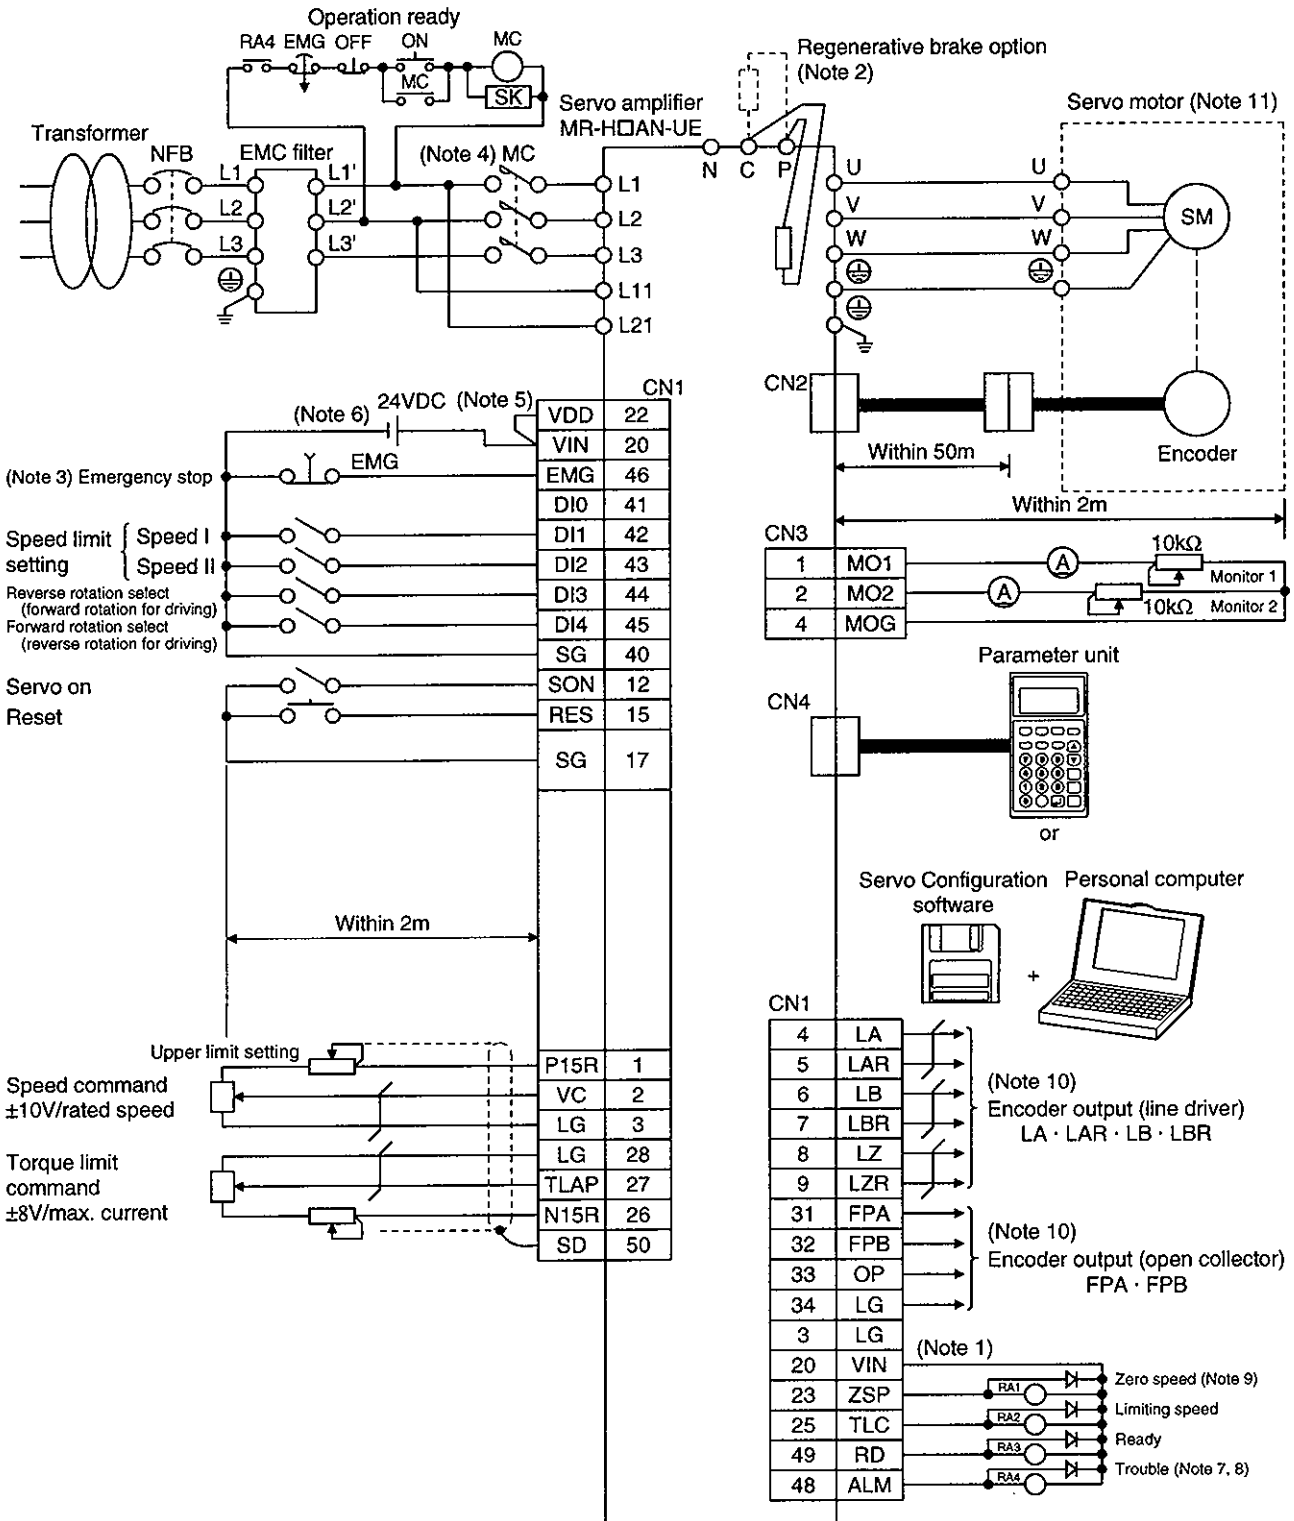 Operation ready
RA4 EMG OFF ON MC
MC
SK
Regenerative brake option
(Note 2)
Servo amplifier
MR-H□AN-UE
Servo motor (Note 11)
Transformer
NFB
EMC filter
(Note 4) MC
N C P
L1 L1' L1
L2 L2' L2
L3 L3' L3
L11
L21
U U
V V
W W
SM
CN2
Within 50m
Encoder
Within 2m
CN1
(Note 6) 24VDC (Note 5)
VDD 22
VIN 20
(Note 3) Emergency stop EMG EMG 46
DI0 41
Speed limit setting
Speed I DI1 42
Speed II DI2 43
Reverse rotation select
(forward rotation for driving)
DI3 44
Forward rotation select
(reverse rotation for driving)
DI4 45
SG 40
Servo on SON 12
Reset RES 15
SG 17
Within 2m
Upper limit setting
P15R 1
Speed command
±10V/rated speed
VC 2
LG 3
LG 28
Torque limit
command
±8V/max. current
TLAP 27
N15R 26
SD 50
CN3
1 MO1 A 10kΩ Monitor 1
2 MO2 A 10kΩ Monitor 2
4 MOG
Parameter unit
CN4
or
Servo Configuration
software
Personal computer
+
CN1
4 LA
5 LAR
6 LB
7 LBR
8 LZ
9 LZR
(Note 10)
Encoder output (line driver)
LA · LAR · LB · LBR
31 FPA
32 FPB
33 OP
34 LG
(Note 10)
Encoder output (open collector)
FPA · FPB
3 LG
20 VIN
(Note 1)
23 ZSP RA1 Zero speed (Note 9)
25 TLC RA2 Limiting speed
49 RD RA3 Ready
48 ALM RA4 Trouble (Note 7, 8)